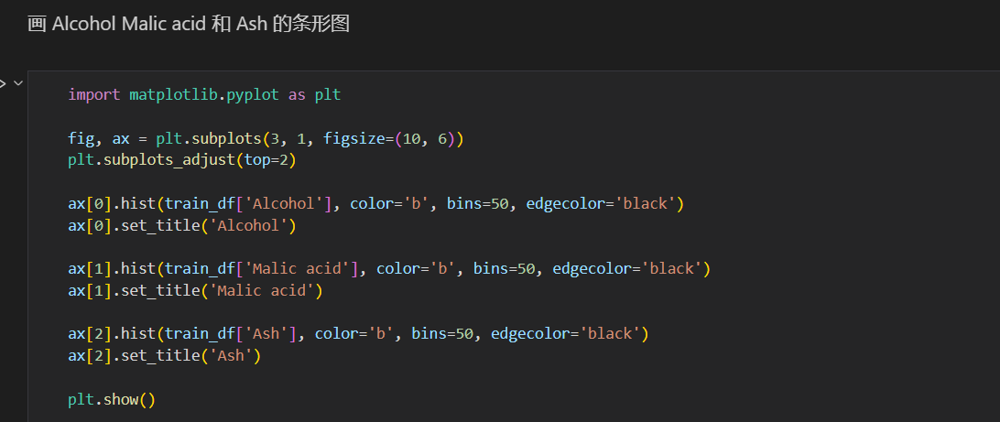 画 Alcohol Malic acid 和 Ash 的条形图
import matplotlib.pyplot as plt
fig, ax = plt.subplots(3, 1, figsize=(10, 6))
plt.subplots_adjust(top=2)
ax[0].hist(train_df['Alcohol'], color='b', bins=50, edgecolor='black')
ax[0].set_title('Alcohol')
ax[1].hist(train_df['Malic acid'], color='b', bins=50, edgecolor='black')
ax[1].set_title('Malic acid')
ax[2].hist(train_df['Ash'], color='b', bins=50, edgecolor='black')
ax[2].set_title('Ash')
plt.show()